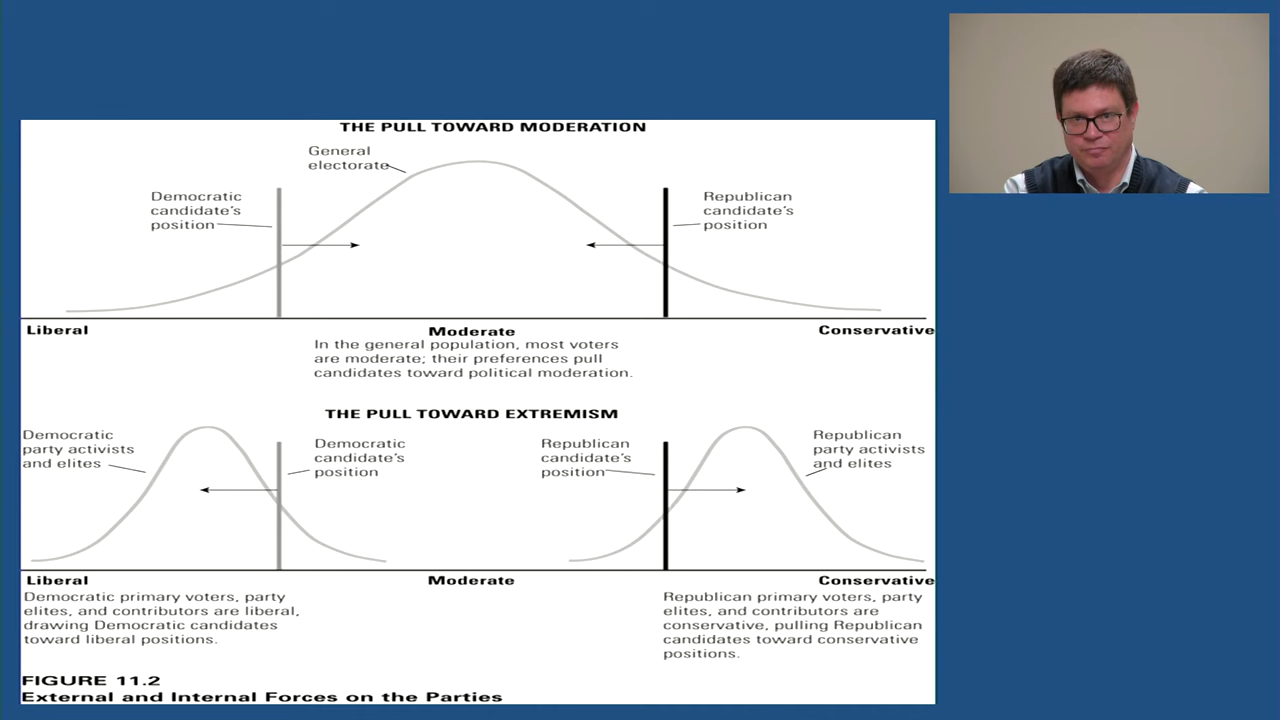 THE PULL TOWARD MODERATION
General
electorate
Democratic
candidate's
position
Republican
candidate's
position
Liberal
Moderate
Conservative
In the general population, most voters
are moderate; their preferences pull
candidates toward political moderation.
THE PULL TOWARD EXTREMISM
Democratic
party activists
and elites
Democratic
candidate's
position
Republican
candidate's
position
Republican
party activists
and elites
Liberal
Moderate
Conservative
Democratic primary voters, party
elites, and contributors are liberal,
drawing Democratic candidates
toward liberal positions.
Republican primary voters, party
elites, and contributors are
conservative, pulling Republican
candidates toward conservative
positions.
FIGURE 11.2
External and Internal Forces on the Parties